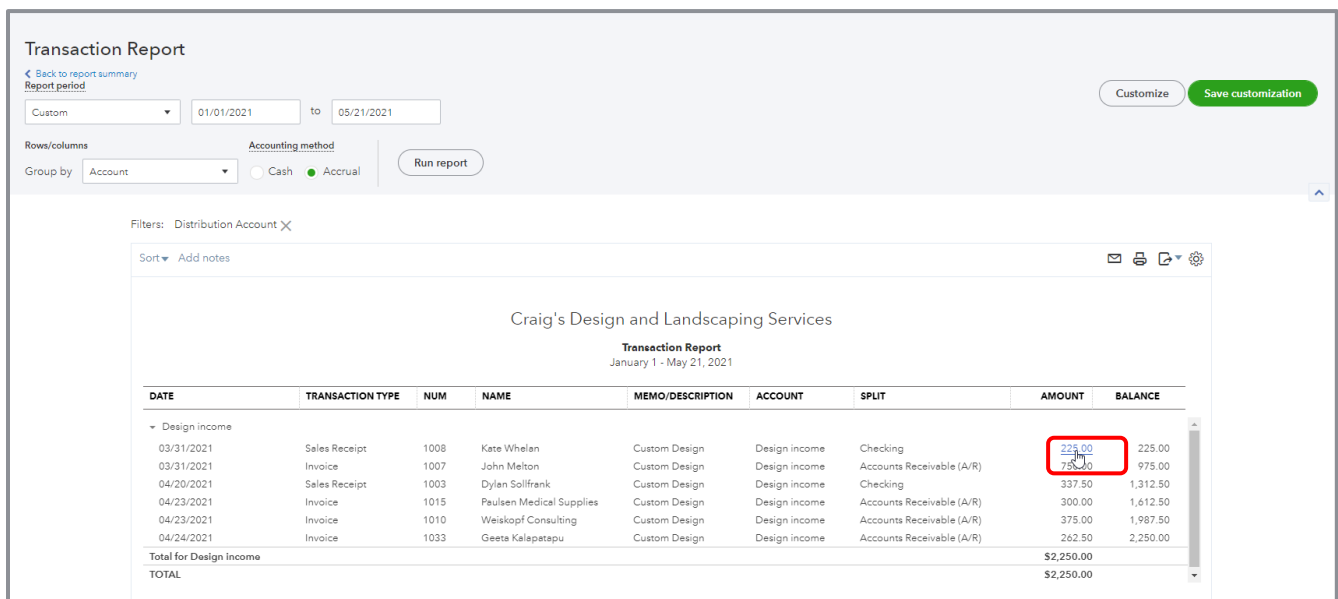 Transaction Report
Back to report summary
Report period
Custom 01/01/2021 to 05/21/2021
Customize Save customization
Rows/columns Accounting method
Group by Account Cash Accrual Run report
Filters: Distribution Account
Sort Add notes
Craig's Design and Landscaping Services
Transaction Report
January 1 - May 21, 2021
DATE TRANSACTION TYPE NUM NAME MEMO/DESCRIPTION ACCOUNT SPLIT AMOUNT BALANCE
Design income
03/31/2021 Sales Receipt 1008 Kate Whelan Custom Design Design income Checking 225.00 225.00
03/31/2021 Invoice 1007 John Melton Custom Design Design income Accounts Receivable (A/R) 750.00 975.00
04/20/2021 Sales Receipt 1003 Dylan Sollfrank Custom Design Design income Checking 337.50 1,312.50
04/23/2021 Invoice 1015 Paulsen Medical Supplies Custom Design Design income Accounts Receivable (A/R) 300.00 1,612.50
04/23/2021 Invoice 1010 Weiskopf Consulting Custom Design Design income Accounts Receivable (A/R) 375.00 1,987.50
04/24/2021 Invoice 1033 Geeta Kalapatapu Custom Design Design income Accounts Receivable (A/R) 262.50 2,250.00
Total for Design income $2,250.00
TOTAL $2,250.00